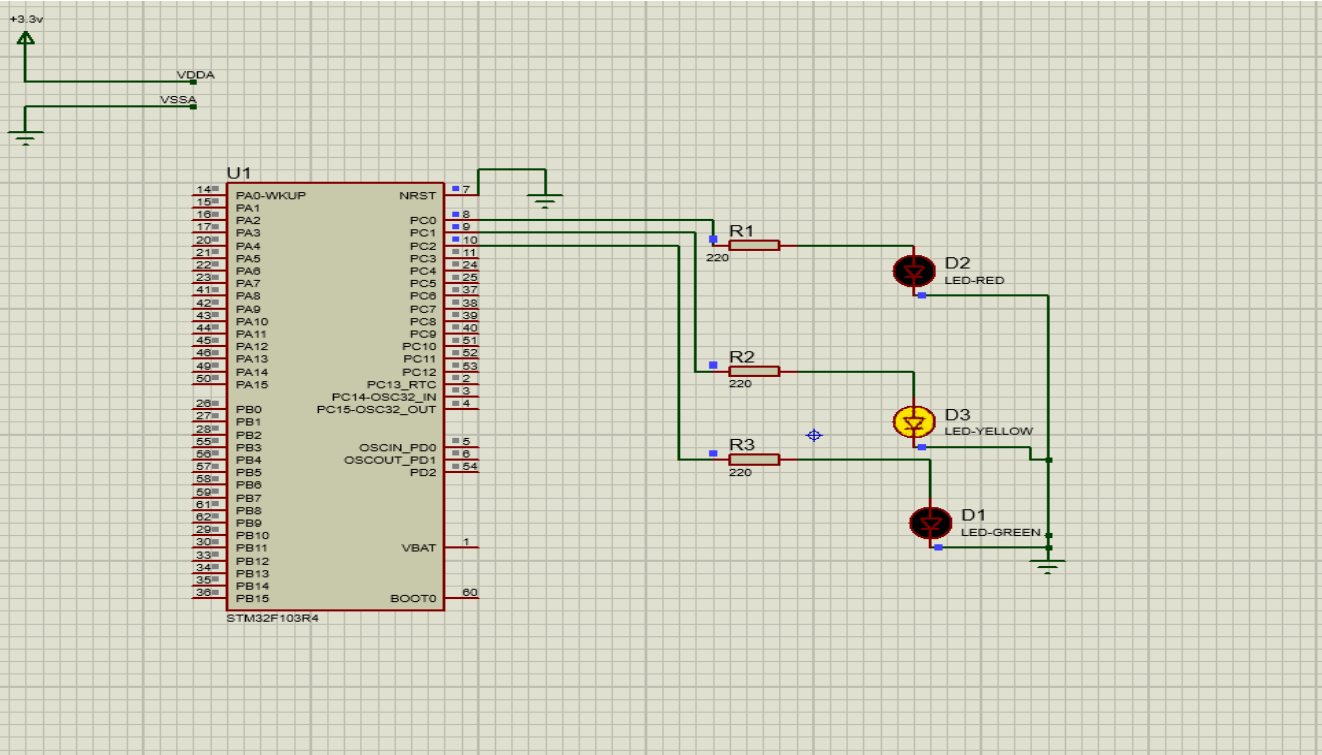 +3.3v
VDDA
VSSA
U1
14 PA0-WKUP NRST 7
15 PA1
16 PA2 PC0 8
17 PA3 PC1 9
20 PA4 PC2 10
21 PA5 PC3 11
22 PA6 PC4 24
23 PA7 PC5 25
41 PA8 PC6 37
42 PA9 PC7 38
43 PA10 PC8 39
44 PA11 PC9 40
45 PA12 PC10 51
46 PA13 PC11 52
49 PA14 PC12 53
50 PA15 PC13_RTC 2
PC14-OSC32_IN 3
26 PB0 PC15-OSC32_OUT 4
27 PB1
28 PB2
55 PB3 OSCIN_PD0 5
56 PB4 OSCOUT_PD1 6
57 PB5 PD2 54
58 PB6
59 PB7
61 PB8
62 PB9
29 PB10
30 PB11 VBAT 1
33 PB12
34 PB13
35 PB14
36 PB15 BOOT0 60
STM32F103R4
R1
220
D2
LED-RED
R2
220
D3
LED-YELLOW
R3
220
D1
LED-GREEN